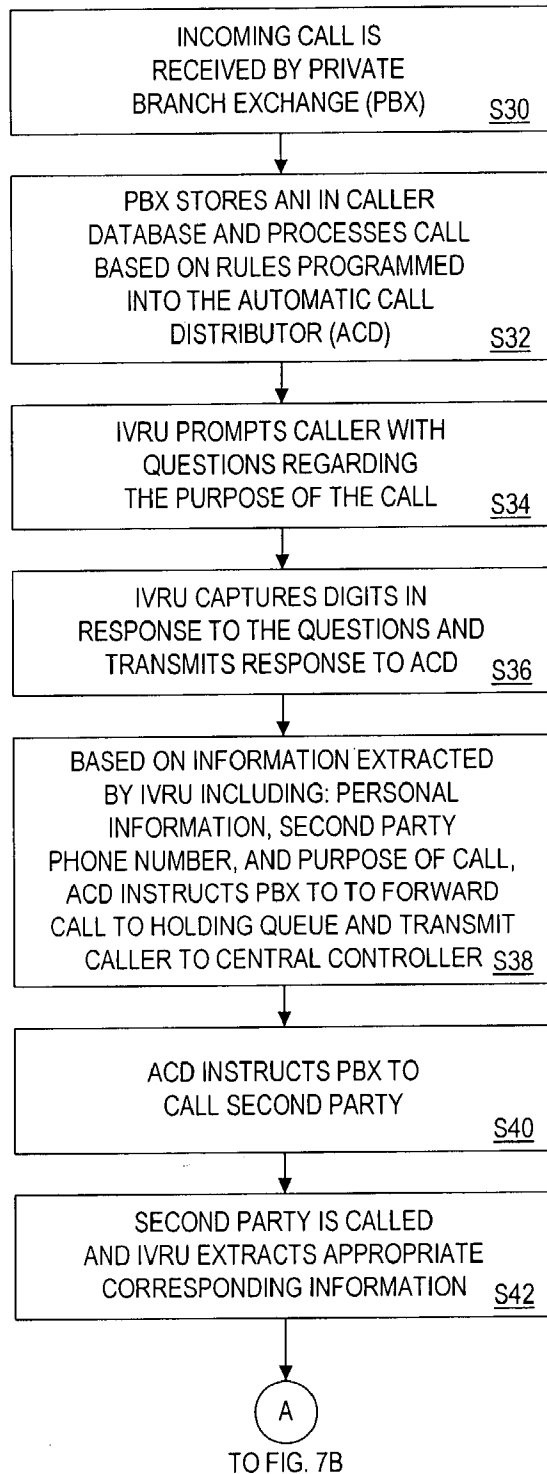 INCOMING CALL IS
RECEIVED BY PRIVATE
BRANCH EXCHANGE (PBX)
S30
PBX STORES ANI IN CALLER
DATABASE AND PROCESSES CALL
BASED ON RULES PROGRAMMED
INTO THE AUTOMATIC CALL
DISTRIBUTOR (ACD)
S32
IVRU PROMPTS CALLER WITH
QUESTIONS REGARDING
THE PURPOSE OF THE CALL
S34
IVRU CAPTURES DIGITS IN
RESPONSE TO THE QUESTIONS AND
TRANSMITS RESPONSE TO ACD
S36
BASED ON INFORMATION EXTRACTED
BY IVRU INCLUDING: PERSONAL
INFORMATION, SECOND PARTY
PHONE NUMBER, AND PURPOSE OF CALL,
ACD INSTRUCTS PBX TO TO FORWARD
CALL TO HOLDING QUEUE AND TRANSMIT
CALLER TO CENTRAL CONTROLLER S38
ACD INSTRUCTS PBX TO
CALL SECOND PARTY
S40
SECOND PARTY IS CALLED
AND IVRU EXTRACTS APPROPRIATE
CORRESPONDING INFORMATION
S42
A
TO FIG. 7B